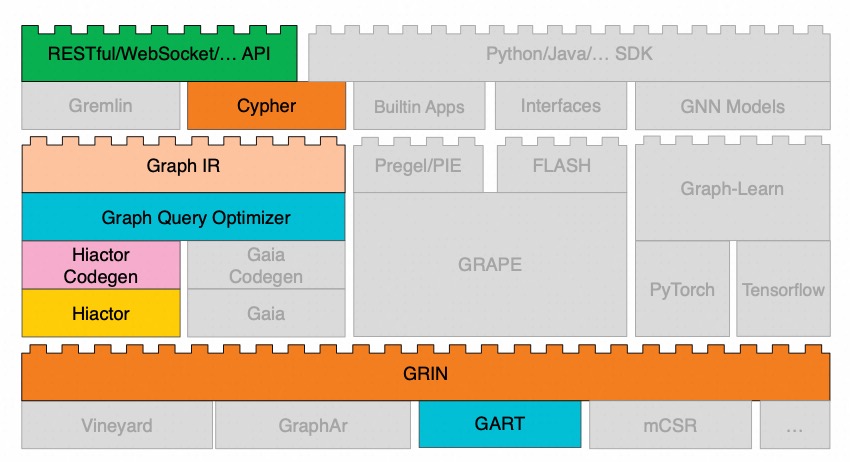 RESTful/WebSocket/... API
Python/Java/... SDK
Gremlin
Cypher
Builtin Apps
Interfaces
GNN Models
Graph IR
Pregel/PIE
FLASH
Graph-Learn
Graph Query Optimizer
Hiactor
Codegen
Gaia
Codegen
GRAPE
PyTorch
Tensorflow
Hiactor
Gaia
GRIN
Vineyard
GraphAr
GART
mCSR
...